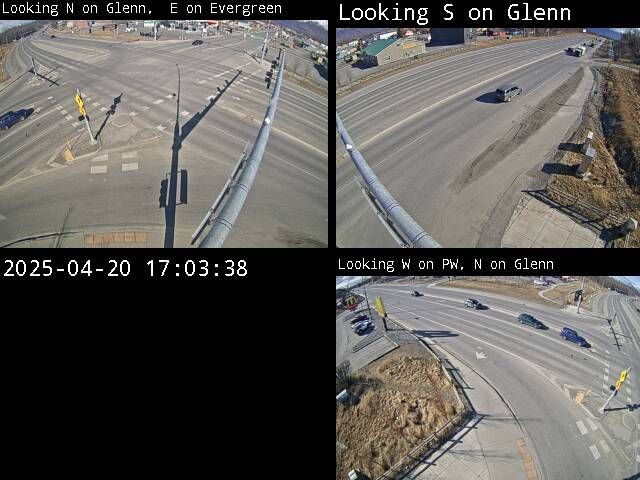 Looking N on Glenn,  E on Evergreen
Looking S on Glenn
2025-04-20 17:03:38
Looking W on PW, N on Glenn